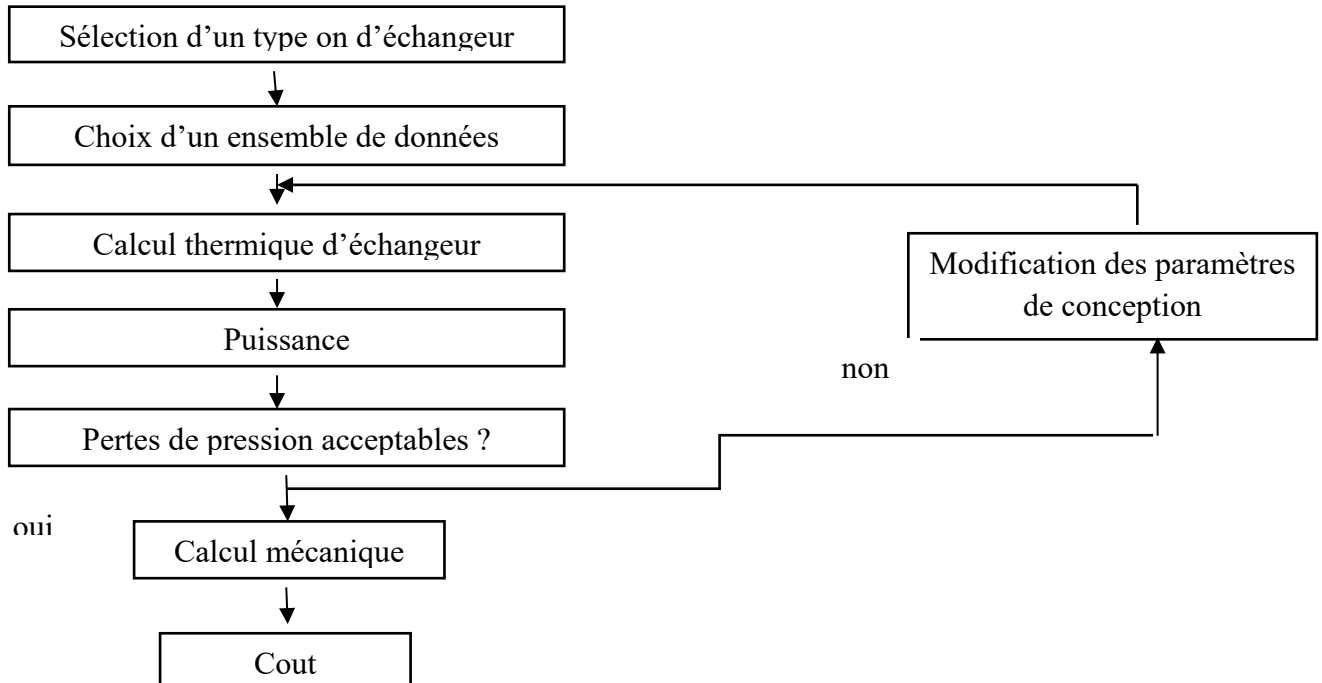 Sélection d’un type on d’échangeur
Choix d’un ensemble de données
Calcul thermique d’échangeur
Modification des paramètres
de conception
Puissance
non
Pertes de pression acceptables ?
oui
Calcul mécanique
Cout